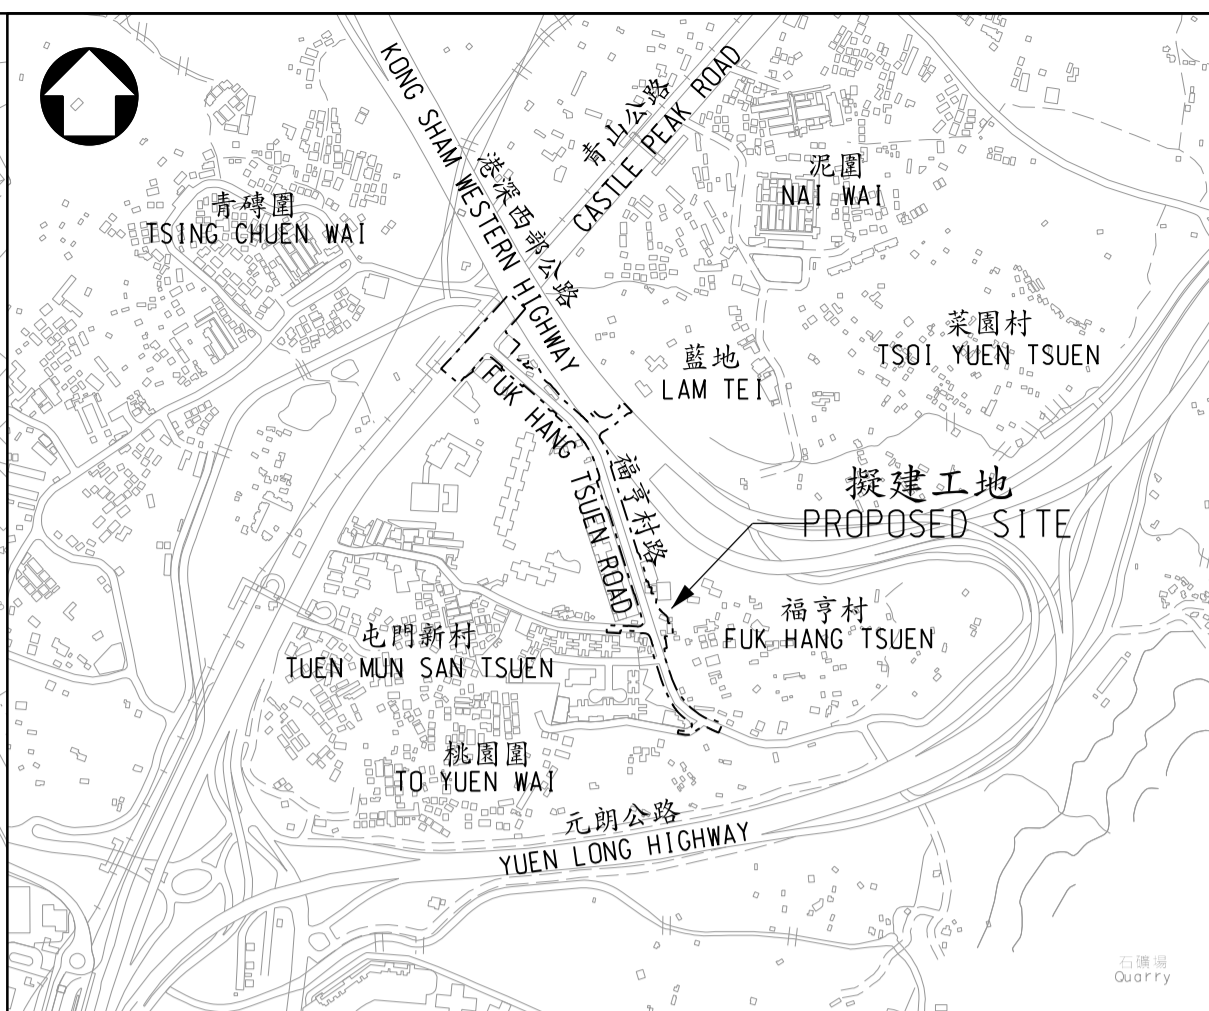 KONG SHAM WESTERN HIGHWAY
港深西部公路
青山公路
CASTLE PEAK ROAD
泥圍
NAI WAI
青磚圍
TSING CHUEN WAI
菜園村
TSOI YUEN TSUEN
藍地
LAM TEI
FUK HANG TSUEN ROAD
福亨村路
擬建工地
PROPOSED SITE
福亨村
FUK HANG TSUEN
屯門新村
TUEN MUN SAN TSUEN
桃園圍
TO YUEN WAI
元朗公路
YUEN LONG HIGHWAY
石礦場
Quarry